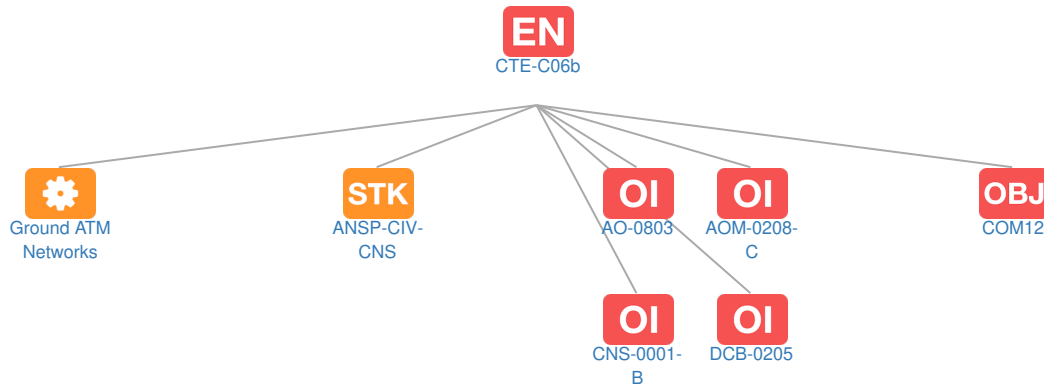 EN
CTE-C06b
Ground ATM
Networks
STK
ANSP-CIV-
CNS
OI
AO-0803
OI
AOM-0208-
C
OBJ
COM12
OI
CNS-0001-
B
OI
DCB-0205